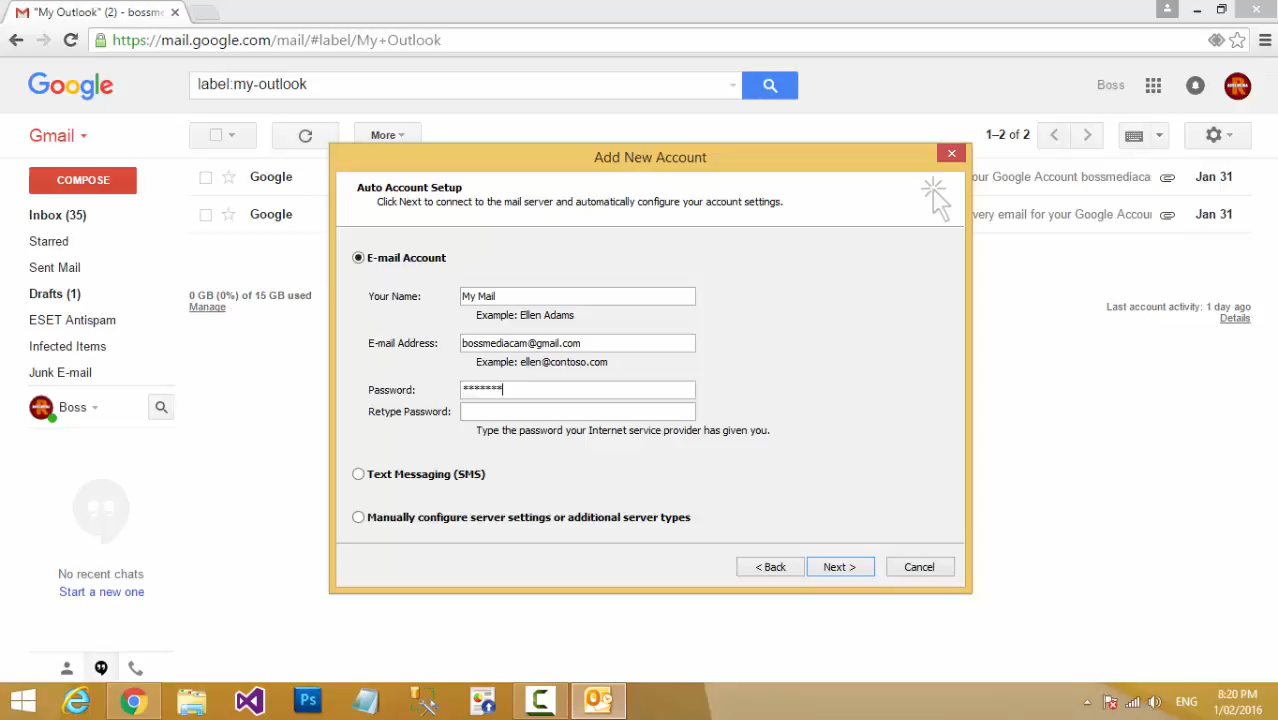 "My Outlook" (2) - bossme
https://mail.google.com/mail/#label/My+Outlook
Google
label:my-outlook
Boss
Gmail
More
1–2 of 2
COMPOSE
Inbox (35)
Starred
Sent Mail
Drafts (1)
ESET Antispam
Infected Items
Junk E-mail
Boss
No recent chats
Start a new one
Google
our Google Account bossmediaca
Jan 31
Google
very email for your Google Accou
Jan 31
0 GB (0%) of 15 GB used
Manage
Last account activity: 1 day ago
Details
Add New Account
Auto Account Setup
Click Next to connect to the mail server and automatically configure your account settings.
E-mail Account
Your Name:
My Mail
Example: Ellen Adams
E-mail Address:
bossmediacam@gmail.com
Example: ellen@contoso.com
Password:
*******
Retype Password:
Type the password your Internet service provider has given you.
Text Messaging (SMS)
Manually configure server settings or additional server types
< Back
Next >
Cancel
ENG
8:20 PM
1/02/2016